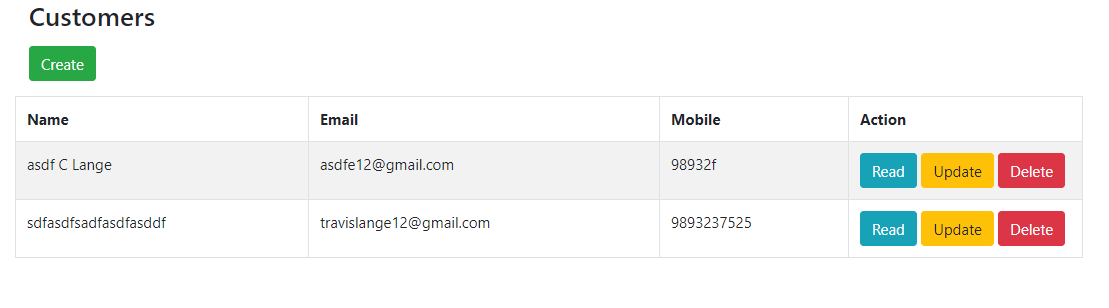 Customers
Create
Name Email Mobile Action
asdf C Lange asdfe12@gmail.com 98932f Read Update Delete
sdfasdfsadfasdfasddf travislange12@gmail.com 9893237525 Read Update Delete